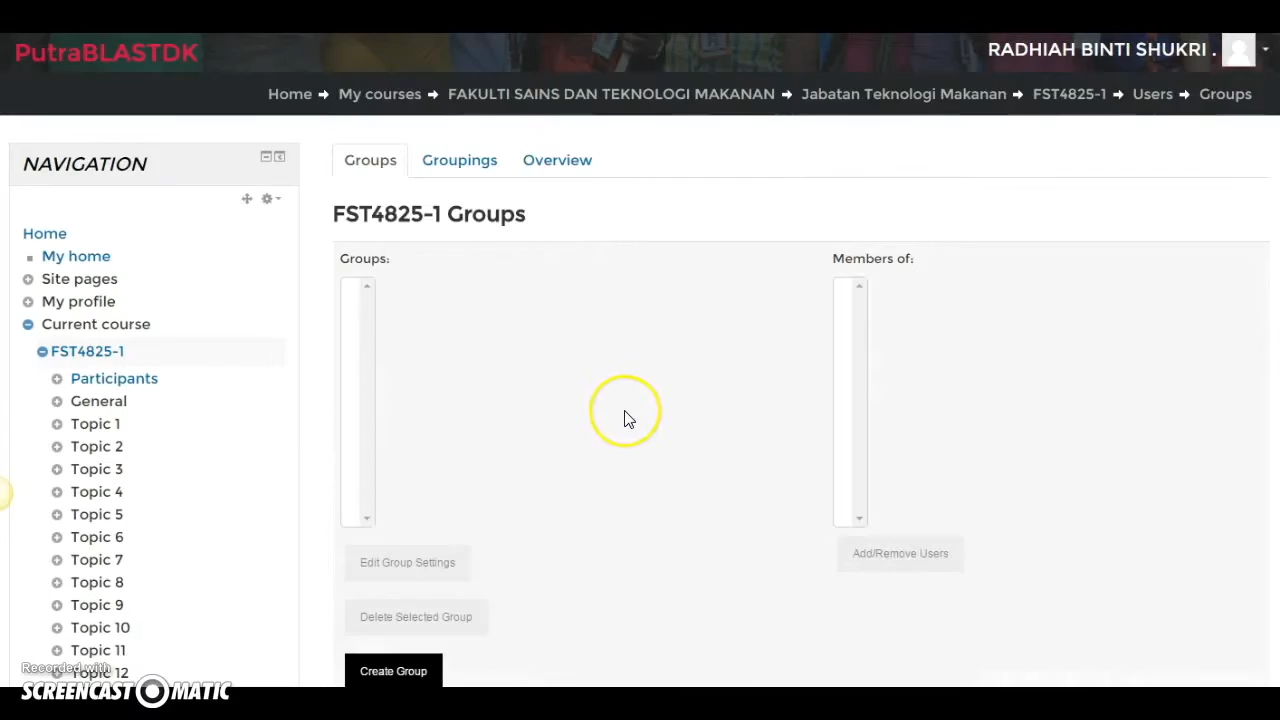 PutraBLASTDK
RADHIAH BINTI SHUKRI .
Home My courses FAKULTI SAINS DAN TEKNOLOGI MAKANAN Jabatan Teknologi Makanan FST4825-1 Users Groups
NAVIGATION
Home
My home
Site pages
My profile
Current course
FST4825-1
Participants
General
Topic 1
Topic 2
Topic 3
Topic 4
Topic 5
Topic 6
Topic 7
Topic 8
Topic 9
Topic 10
Topic 11
Topic 12
Groups Groupings Overview
FST4825-1 Groups
Groups:
Edit Group Settings
Delete Selected Group
Create Group
Members of:
Add/Remove Users
Recorded with
SCREENCAST MATIC